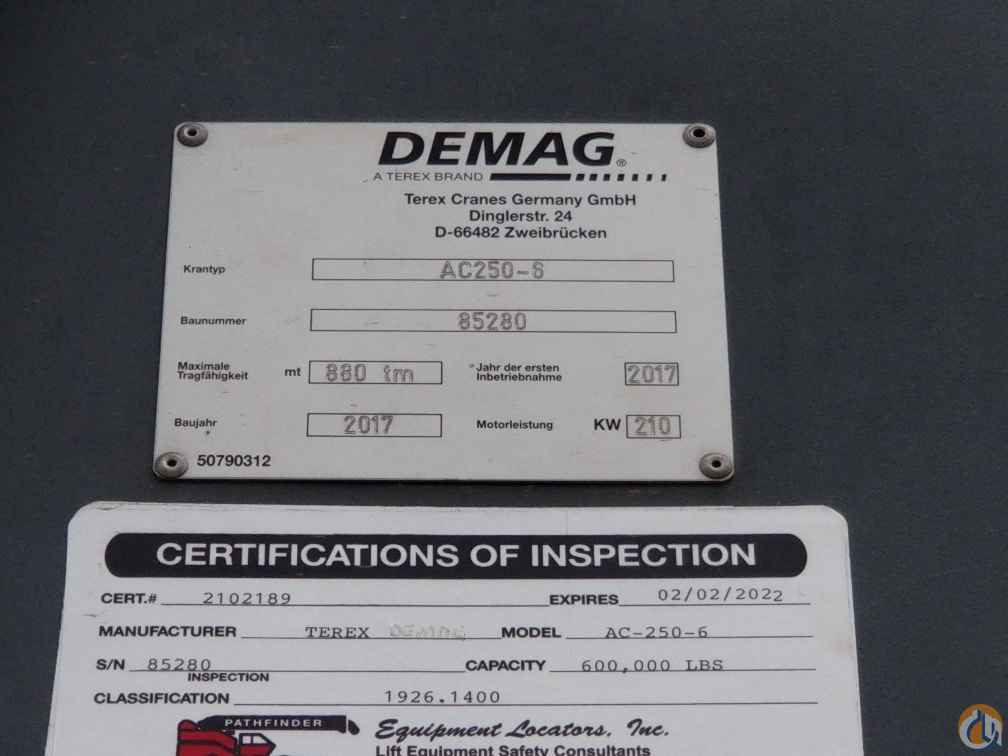 DEMAG®
A TEREX BRAND
Terex Cranes Germany GmbH
Dinglerstr. 24
D-66482 Zweibrücken
Krantyp AC250-6
Baunummer 85280
Maximale Tragfähigkeit mt 880 tm
Jahr der ersten Inbetriebnahme 2017
Baujahr 2017
Motorleistung KW 210
50790312
CERTIFICATIONS OF INSPECTION
CERT.# 2102189 EXPIRES 02/02/2022
MANUFACTURER TEREX DEMAG MODEL AC-250-6
S/N 85280 CAPACITY 600,000 LBS
INSPECTION
CLASSIFICATION 1926.1400
PATHFINDER
Equipment Locators, Inc.
Lift Equipment Safety Consultants